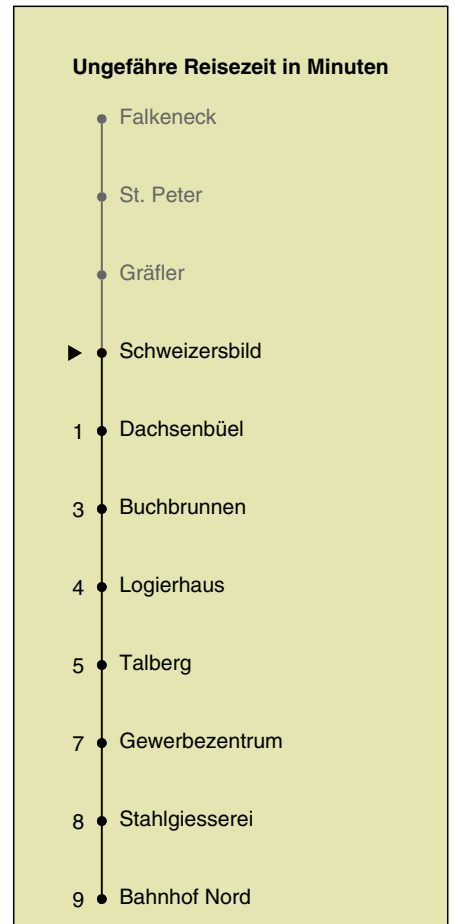 Ungefähre Reisezeit in Minuten
Falkeneck
St. Peter
Gräfler
Schweizersbild
1 Dachsenbüel
3 Buchbrunnen
4 Logierhaus
5 Talberg
7 Gewerbezentrum
8 Stahlgiesserei
9 Bahnhof Nord